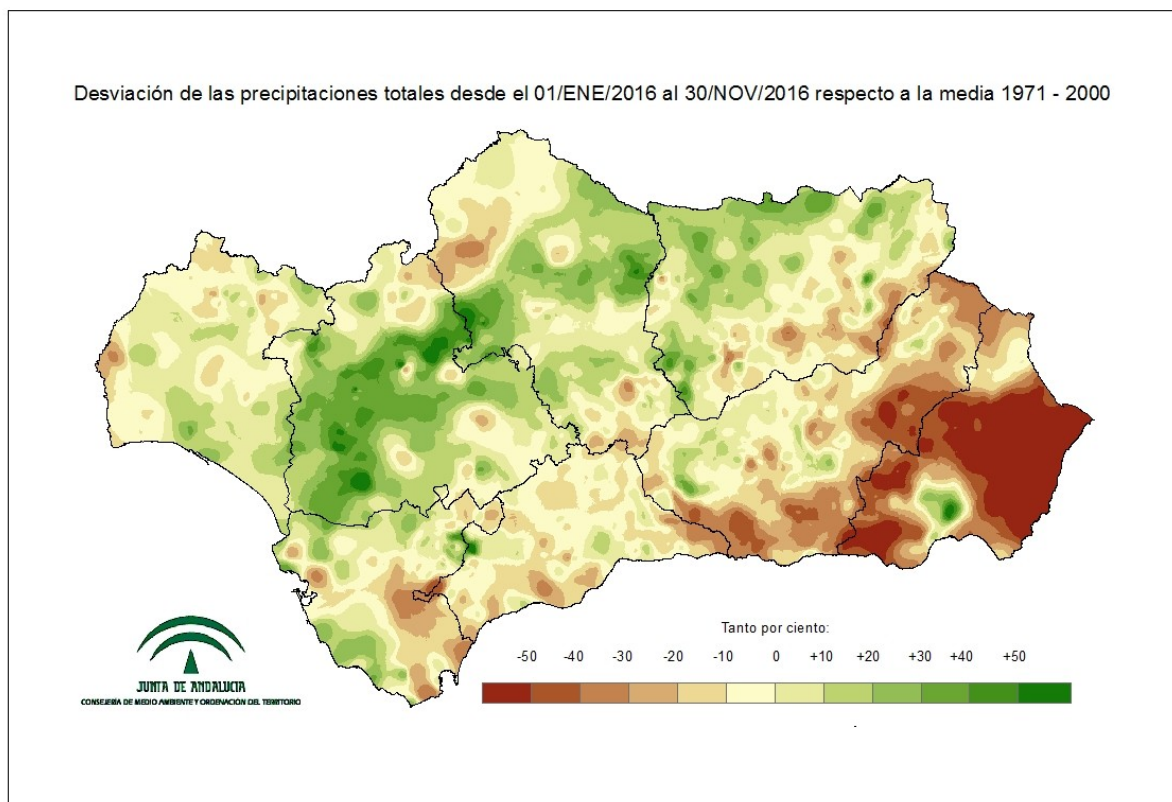 Desviación de las precipitaciones totales desde el 01/ENE/2016 al 30/NOV/2016 respecto a la media 1971 - 2000
Tanto por ciento:
-50 -40 -30 -20 -10 0 +10 +20 +30 +40 +50
JUNTA DE ANDALUCIA
CONSEJERÍA DE MEDIO AMBIENTE Y ORDENACIÓN DEL TERRITORIO